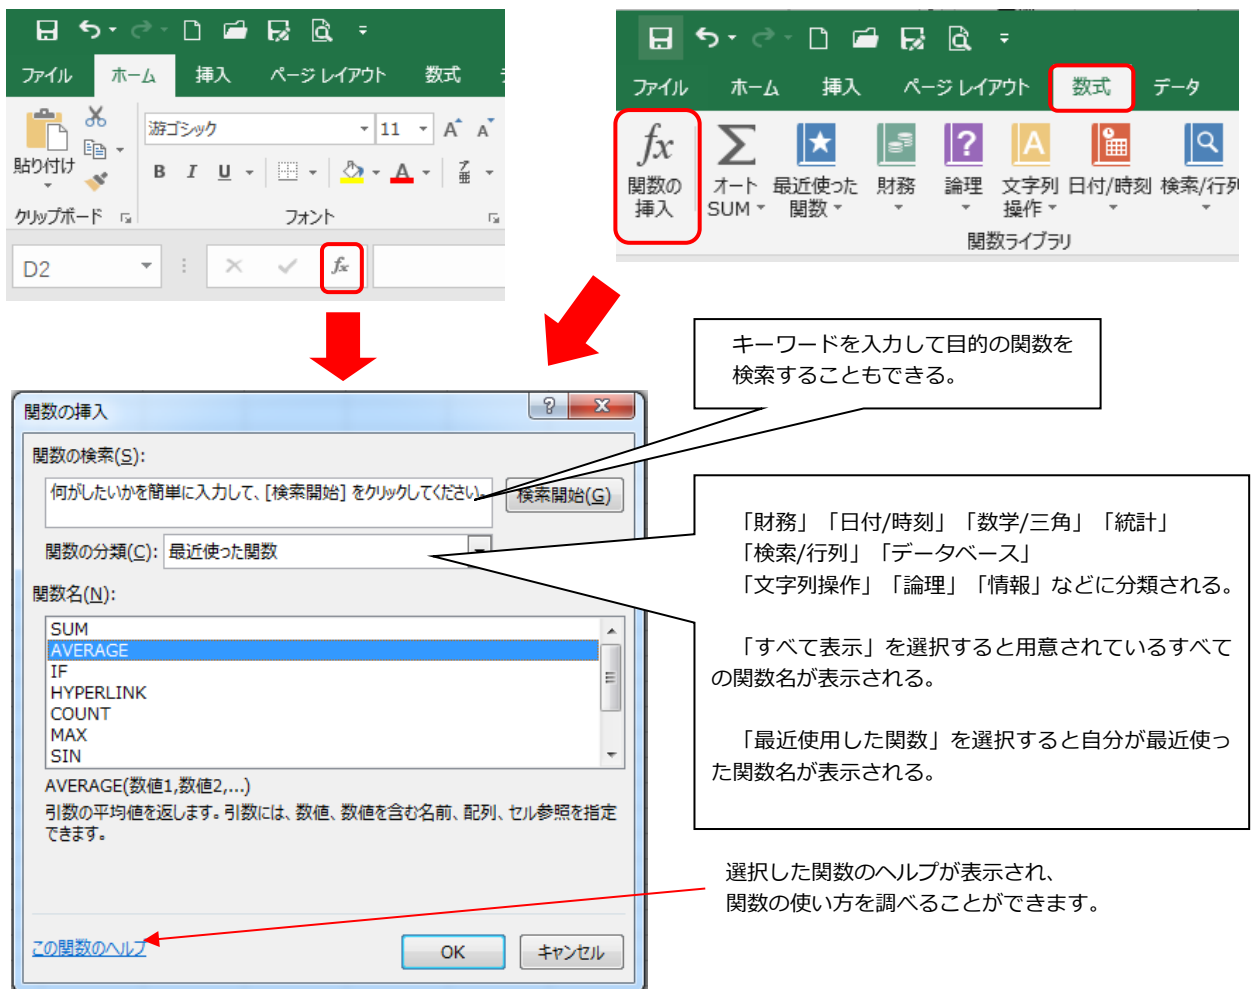 ファイル ホーム 挿入 ページ レイアウト 数式
貼り付け
游ゴシック 11 A A
B I U A
クリップボード フォント
D2 fx
ファイル ホーム 挿入 ページ レイアウト 数式 データ
fx
関数の
挿入
オート
SUM
最近使った
関数
財務
論理
文字列
操作
日付/時刻
検索/行列
関数ライブラリ
キーワードを入力して目的の関数を
検索することもできる。
関数の挿入
関数の検索(S):
何がしたいかを簡単に入力して、[検索開始] をクリックしてください。
検索開始(G)
関数の分類(C): 最近使った関数
関数名(N):
SUM
AVERAGE
IF
HYPERLINK
COUNT
MAX
SIN
AVERAGE(数値1,数値2,...)
引数の平均値を返します。引数には、数値、数値を含む名前、配列、セル参照を指定
できます。
この関数のヘルプ
OK キャンセル
「財務」「日付/時刻」「数学/三角」「統計」
「検索/行列」「データベース」
「文字列操作」「論理」「情報」などに分類される。
「すべて表示」を選択すると用意されているすべて
の関数名が表示される。
「最近使用した関数」を選択すると自分が最近使っ
た関数名が表示される。
選択した関数のヘルプが表示され、
関数の使い方を調べることができます。